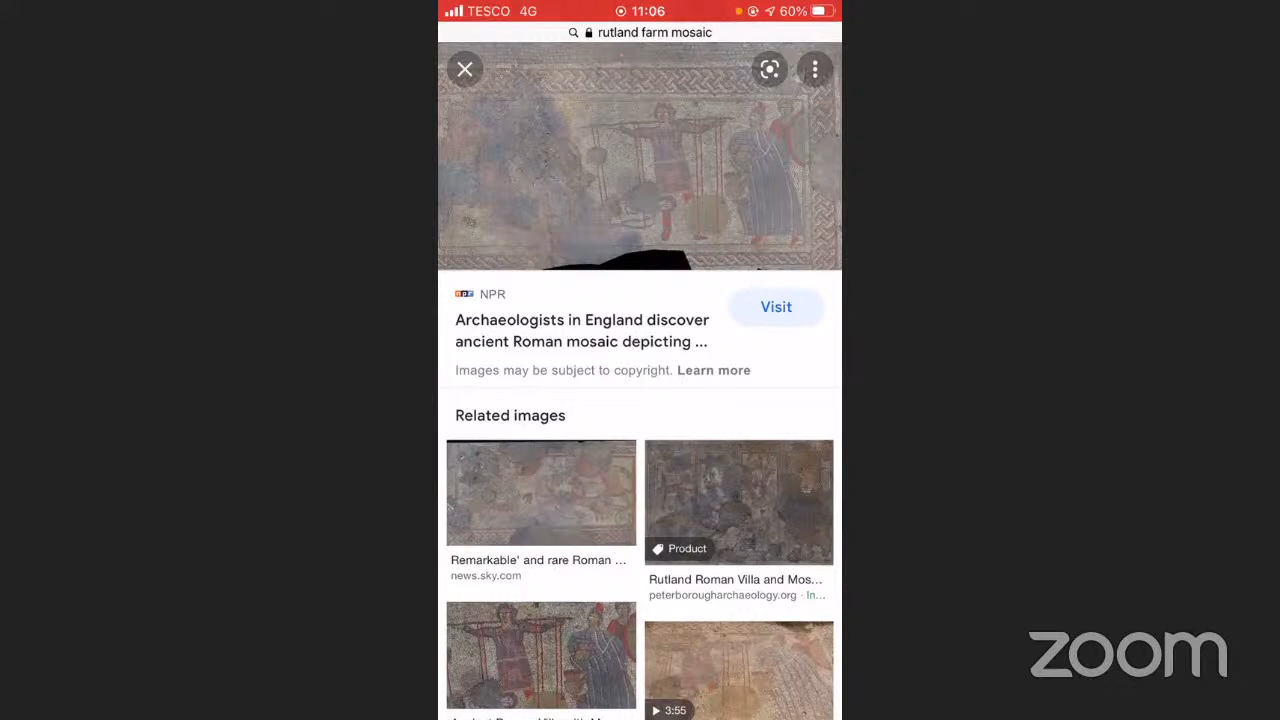 TESCO 4G 11:06 60%
rutland farm mosaic
npr NPR
Visit
Archaeologists in England discover
ancient Roman mosaic depicting ...
Images may be subject to copyright. Learn more
Related images
Product
Remarkable' and rare Roman ...
news.sky.com
Rutland Roman Villa and Mos...
peterborougharchaeology.org · In...
3:55
zoom